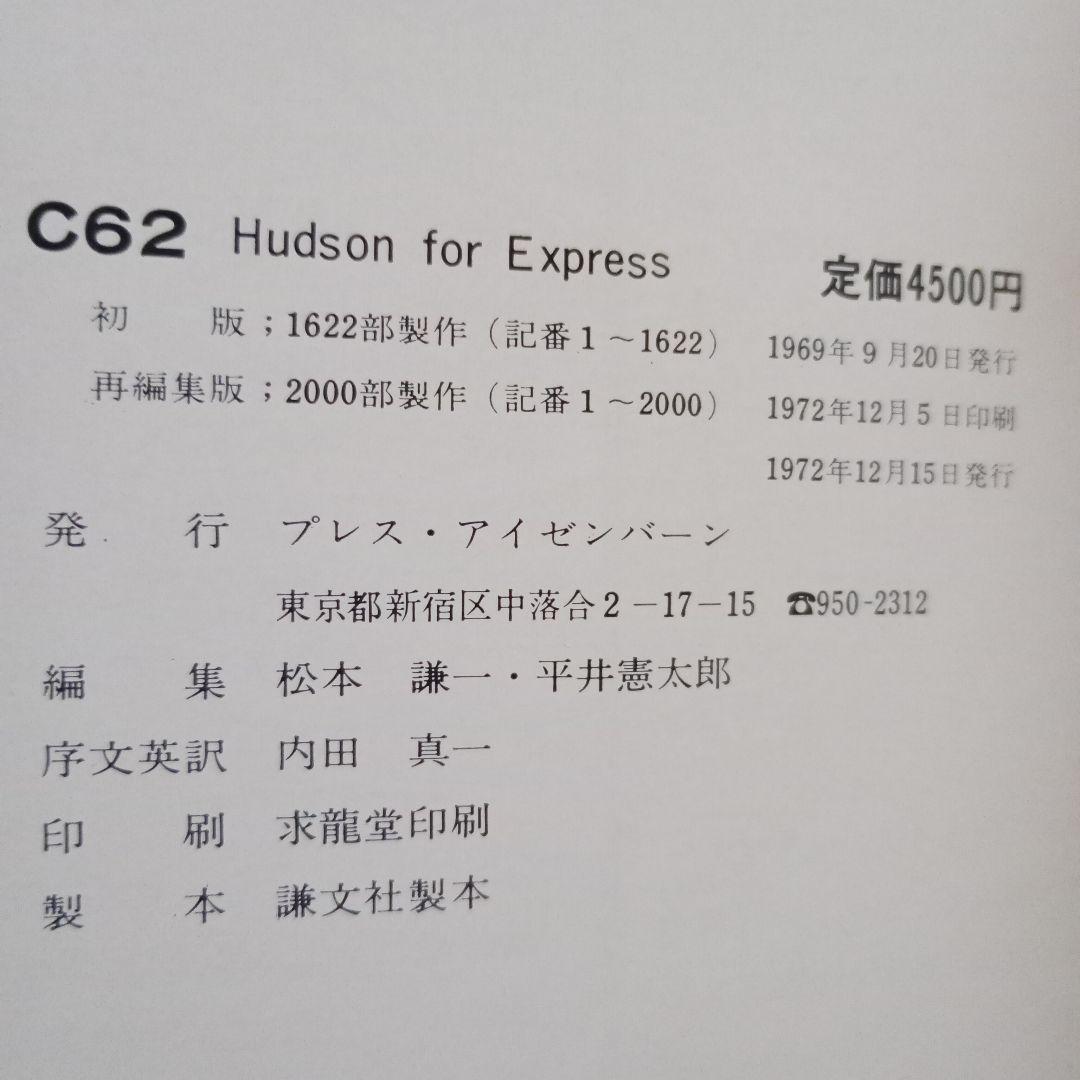 C62 Hudson for Express 定価4500円
初版；1622部製作（記番1～1622） 1969年9月20日発行
再編集版；2000部製作（記番1～2000） 1972年12月5日印刷
1972年12月15日発行
発行 プレス・アイゼンバーン
東京都新宿区中落合2-17-15 ☎950-2312
編集 松本 謙一・平井憲太郎
序文英訳 内田 真一
印刷 求龍堂印刷
製本 謙文社製本